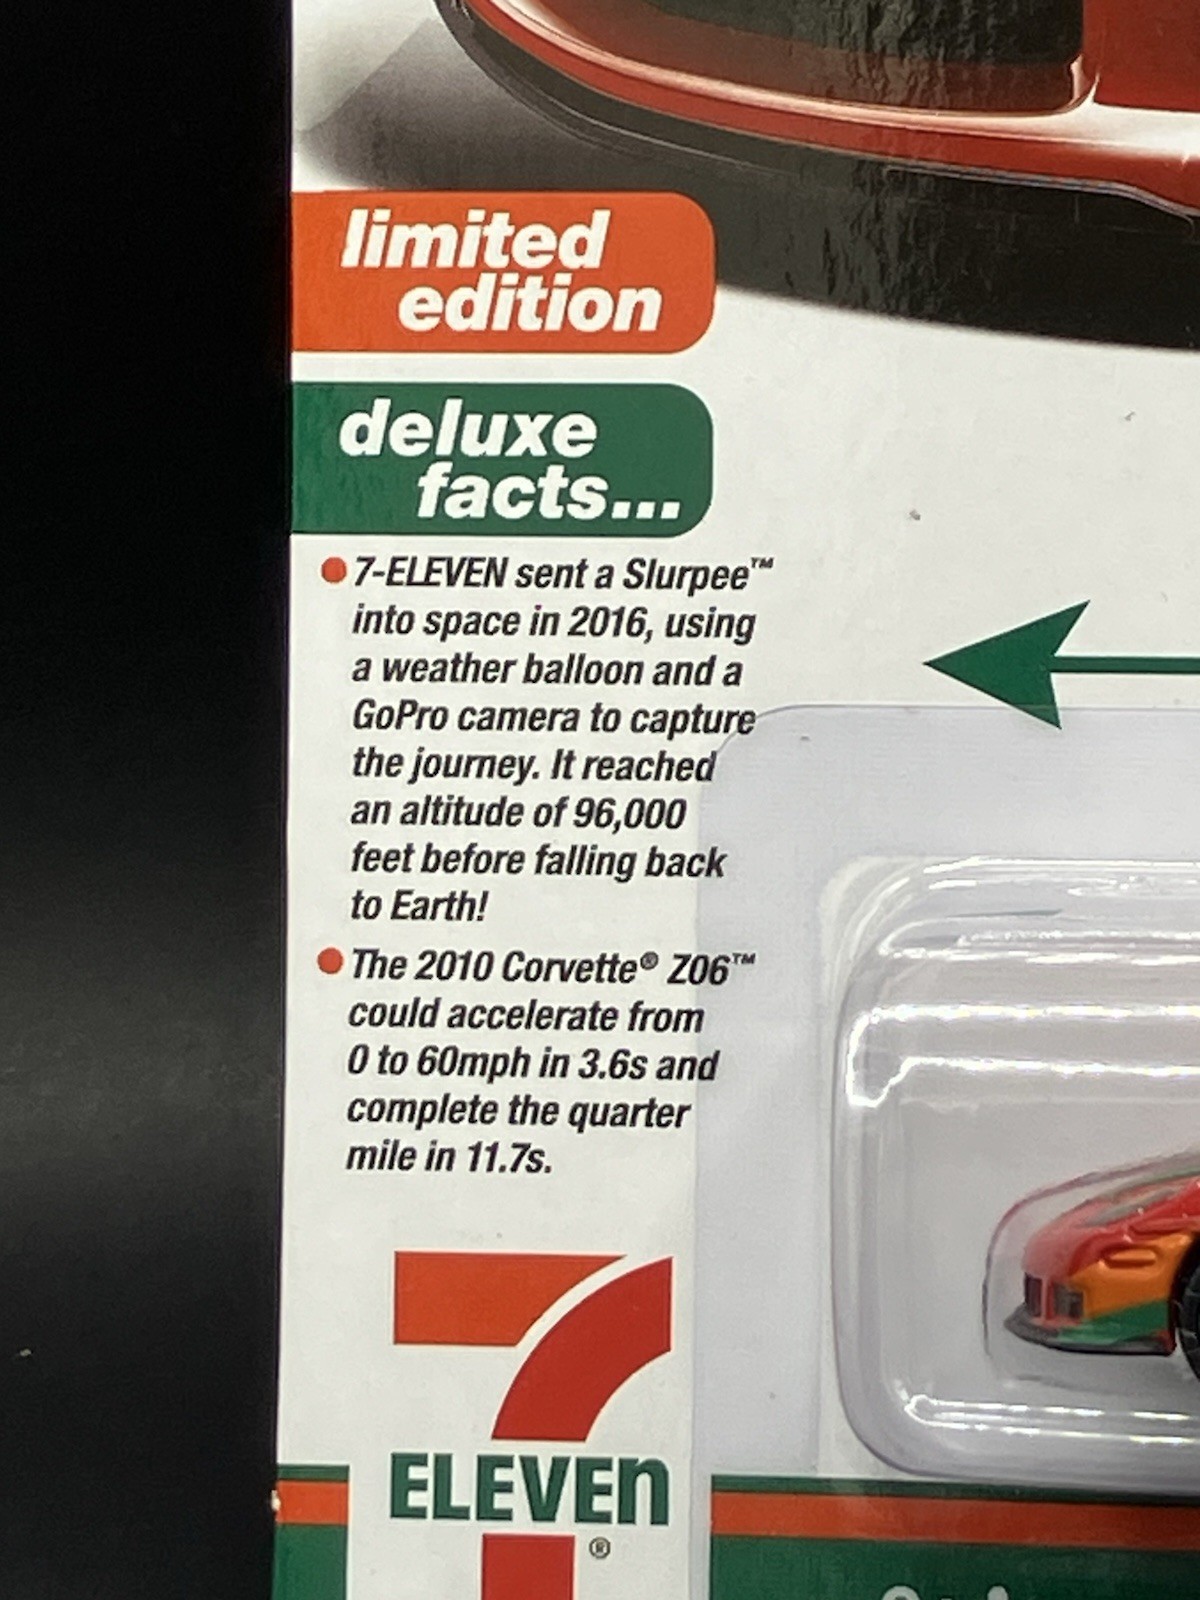 limited
edition
deluxe
facts...
● 7-ELEVEN sent a Slurpee™
into space in 2016, using
a weather balloon and a
GoPro camera to capture
the journey. It reached
an altitude of 96,000
feet before falling back
to Earth!
● The 2010 Corvette® Z06™
could accelerate from
0 to 60mph in 3.6s and
complete the quarter
mile in 11.7s.
7
ELEVEn
®